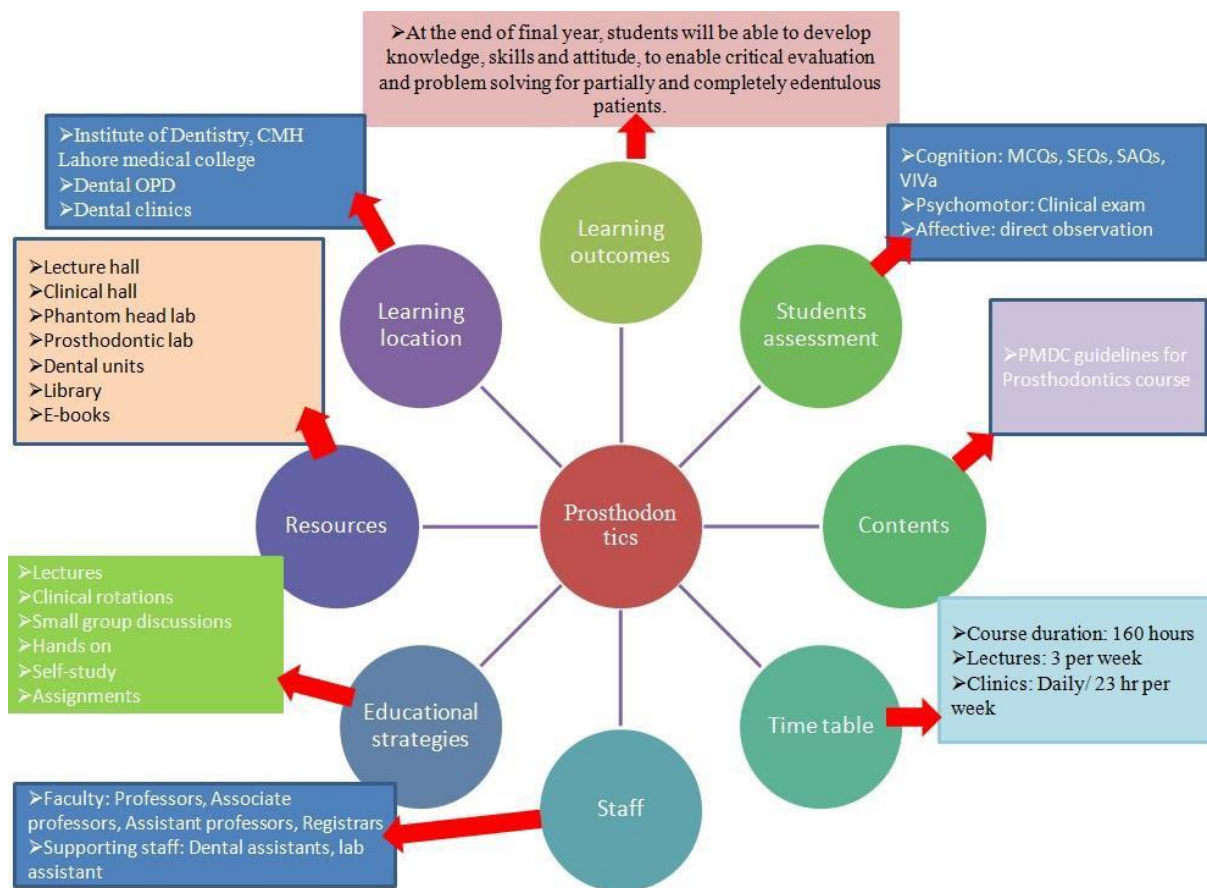 ➢At the end of final year, students will be able to develop
knowledge, skills and attitude, to enable critical evaluation
and problem solving for partially and completely edentulous
patients.
➢Institute of Dentistry, CMH
Lahore medical college
➢Dental OPD
➢Dental clinics
➢Cognition: MCQs, SEQs, SAQs,
VIVa
➢Psychomotor: Clinical exam
➢Affective: direct observation
Learning
outcomes
➢Lecture hall
➢Clinical hall
➢Phantom head lab
➢Prosthodontic lab
➢Dental units
➢Library
➢E-books
Learning
location
Students
assessment
➢PMDC guidelines for
Prosthodontics course
Resources
Prosthodon
tics
Contents
➢Lectures
➢Clinical rotations
➢Small group discussions
➢Hands on
➢Self-study
➢Assignments
➢Course duration: 160 hours
➢Lectures: 3 per week
➢Clinics: Daily/ 23 hr per
week
Educational
strategies
Time table
➢Faculty: Professors, Associate
professors, Assistant professors, Registrars
➢Supporting staff: Dental assistants, lab
assistant
Staff